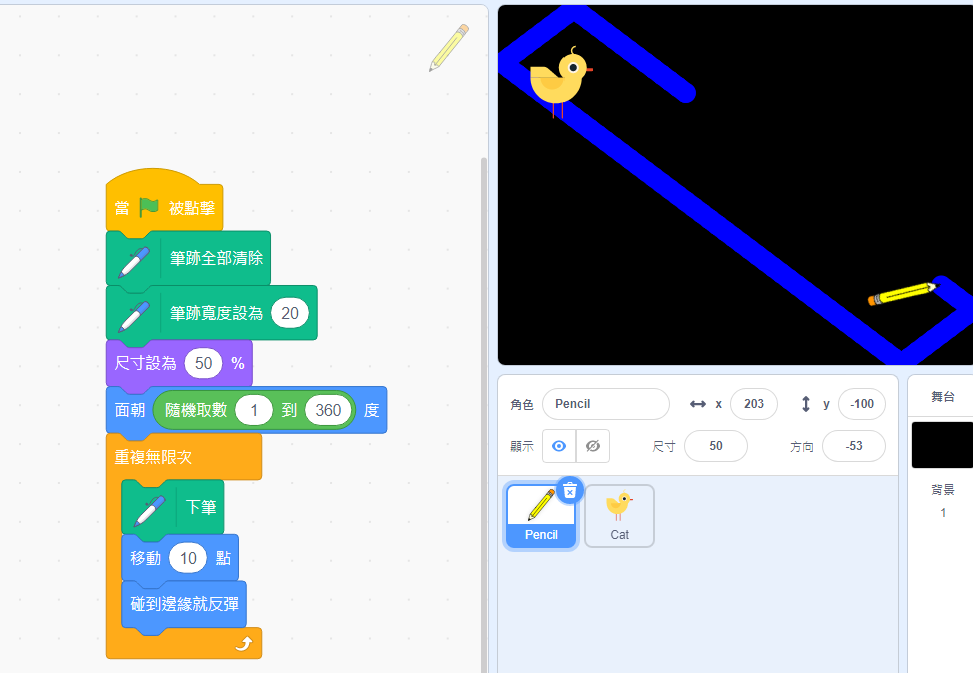 當 被點擊
筆跡全部清除
筆跡寬度設為 20
尺寸設為 50 %
面朝 隨機取數 1 到 360 度
重複無限次
下筆
移動 10 點
碰到邊緣就反彈
角色 Pencil x 203 y -100
顯示 尺寸 50 方向 -53
Pencil
Cat
舞台
背景
1